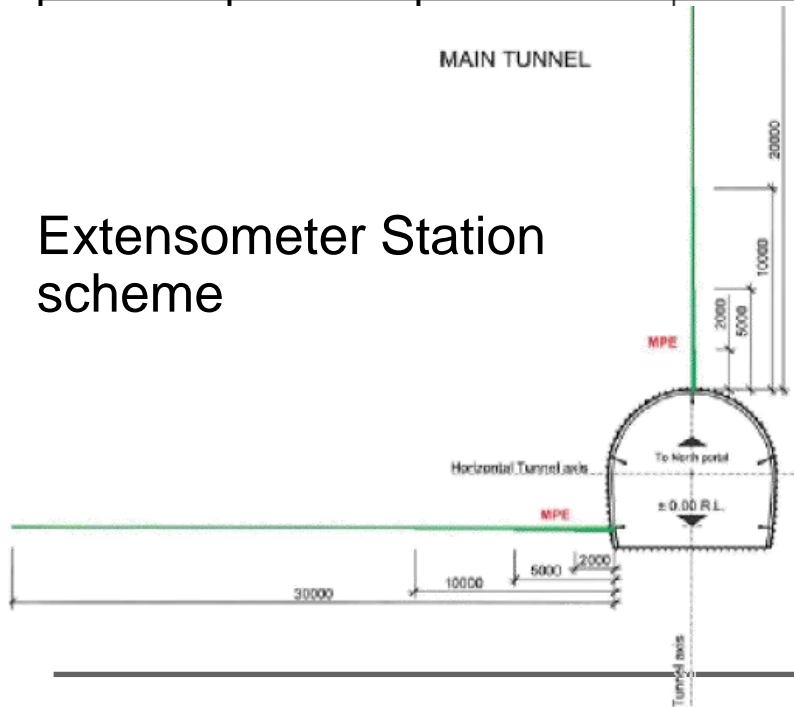 MAIN TUNNEL
20000
Extensometer Station
scheme
10000
2000
5000
MPE
To North portal
Horizontal Tunnel axis
± 0.00 R.L.
MPE
2000
5000
10000
30000
Tunnel axis